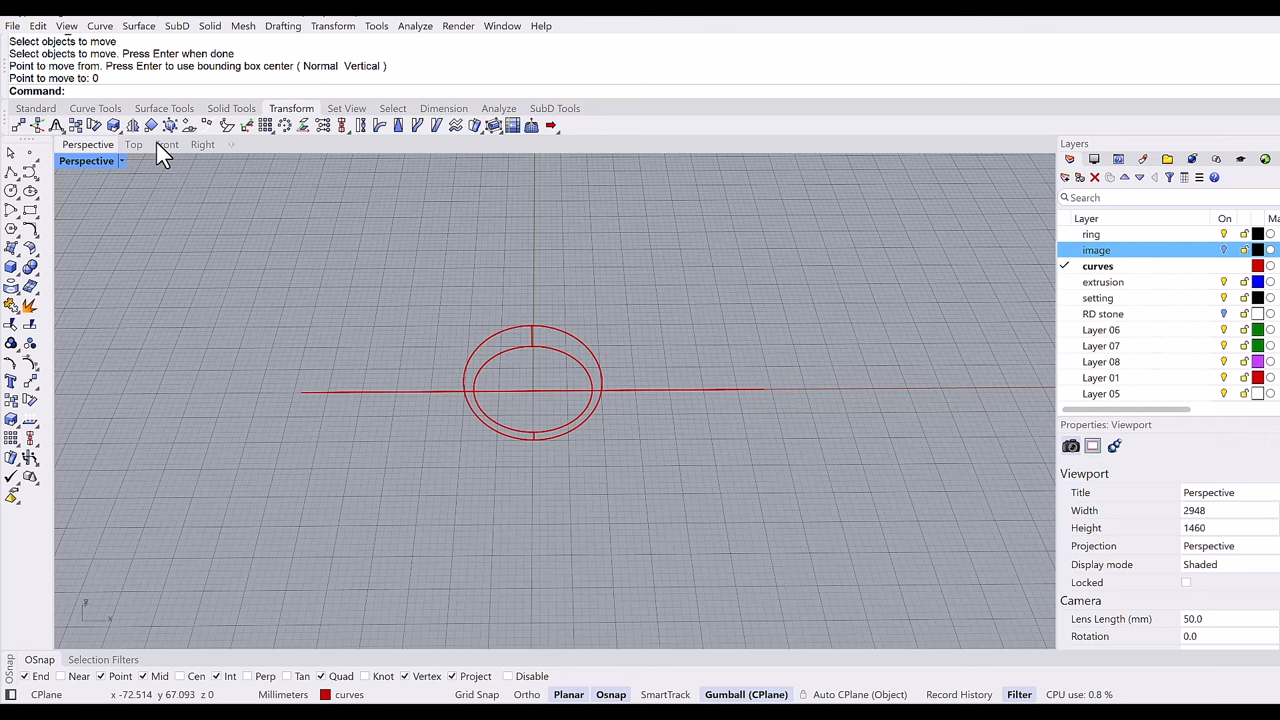 File Edit View Curve Surface SubD Solid Mesh Drafting Transform Tools Analyze Render Window Help
Select objects to move
Select objects to move. Press Enter when done
Point to move from. Press Enter to use bounding box center ( Normal Vertical )
Point to move to: 0
Command:
Standard Curve Tools Surface Tools Solid Tools Transform Set View Select Dimension Analyze SubD Tools
Perspective Top Right
Perspective
Layers
Search
Layer On
ring
image
curves
extrusion
setting
RD stone
Layer 06
Layer 07
Layer 08
Layer 01
Layer 05
Properties: Viewport
Viewport
Title Perspective
Width 2948
Height 1460
Projection Perspective
Display mode Shaded
Locked
Camera
Lens Length (mm) 50.0
Rotation 0.0
x
OSnap Selection Filters
OSnap
End Near Point Mid Cen Int Perp Tan Quad Knot Vertex Project Disable
CPlane x -72.514 y 67.093 z 0 Millimeters curves Grid Snap Ortho Planar Osnap SmartTrack Gumball (CPlane) Auto CPlane (Object) Record History Filter CPU use: 0.8 %